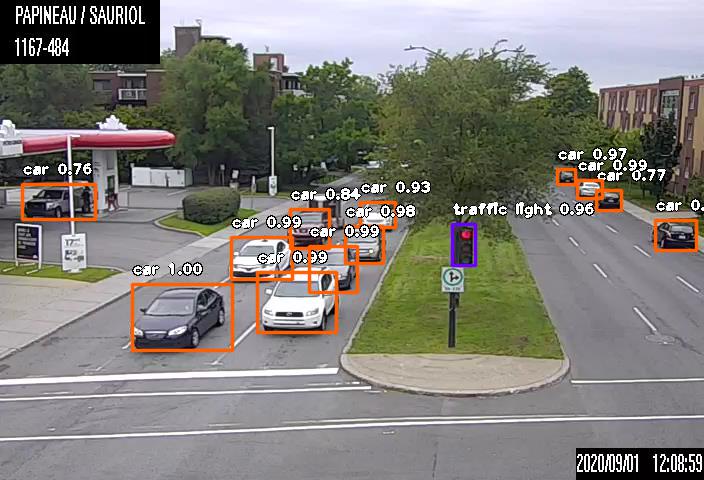 PAPINEAU / SAURIOL
1167-484
car 0.97
car 0.99
car 0.77
car 0.76
car 0.84
car 0.93
car 0.
car 0.98
traffic light 0.96
car 0.99
car 0.99
car 0.99
car 1.00
2020/09/01 12:08:59